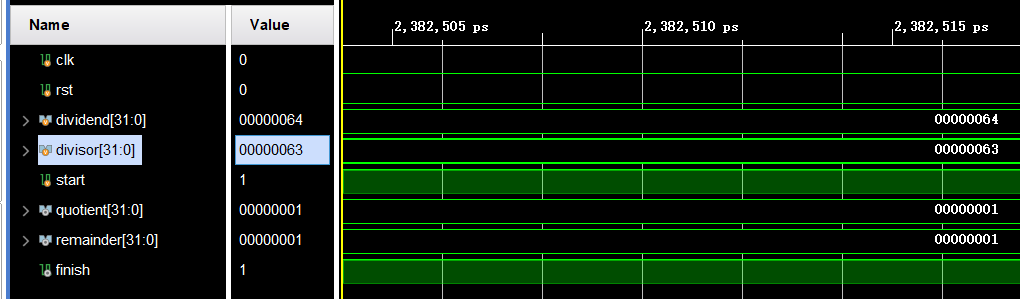 Name Value 2,382,505 ps 2,382,510 ps 2,382,515 ps
clk 0
rst 0
dividend[31:0] 00000064 00000064
divisor[31:0] 00000063 00000063
start 1
quotient[31:0] 00000001 00000001
remainder[31:0] 00000001 00000001
finish 1